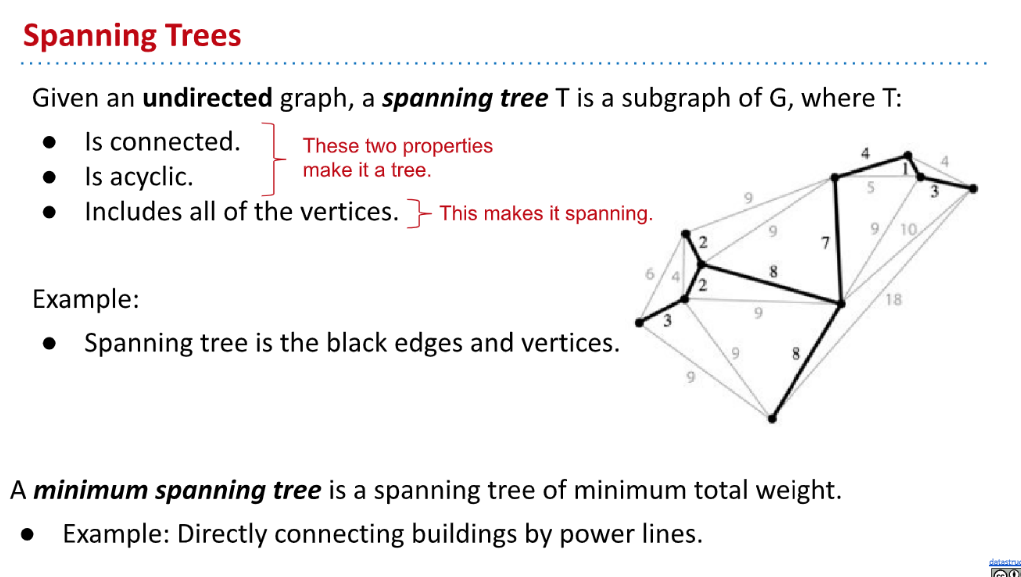 Spanning Trees
Given an undirected graph, a spanning tree T is a subgraph of G, where T:
● Is connected.
● Is acyclic.
These two properties
make it a tree.
● Includes all of the vertices.
This makes it spanning.
Example:
● Spanning tree is the black edges and vertices.
4
4
1
5
3
9
9
9
10
7
2
8
6
4
2
18
9
3
9
8
9
A minimum spanning tree is a spanning tree of minimum total weight.
● Example: Directly connecting buildings by power lines.
datastruc